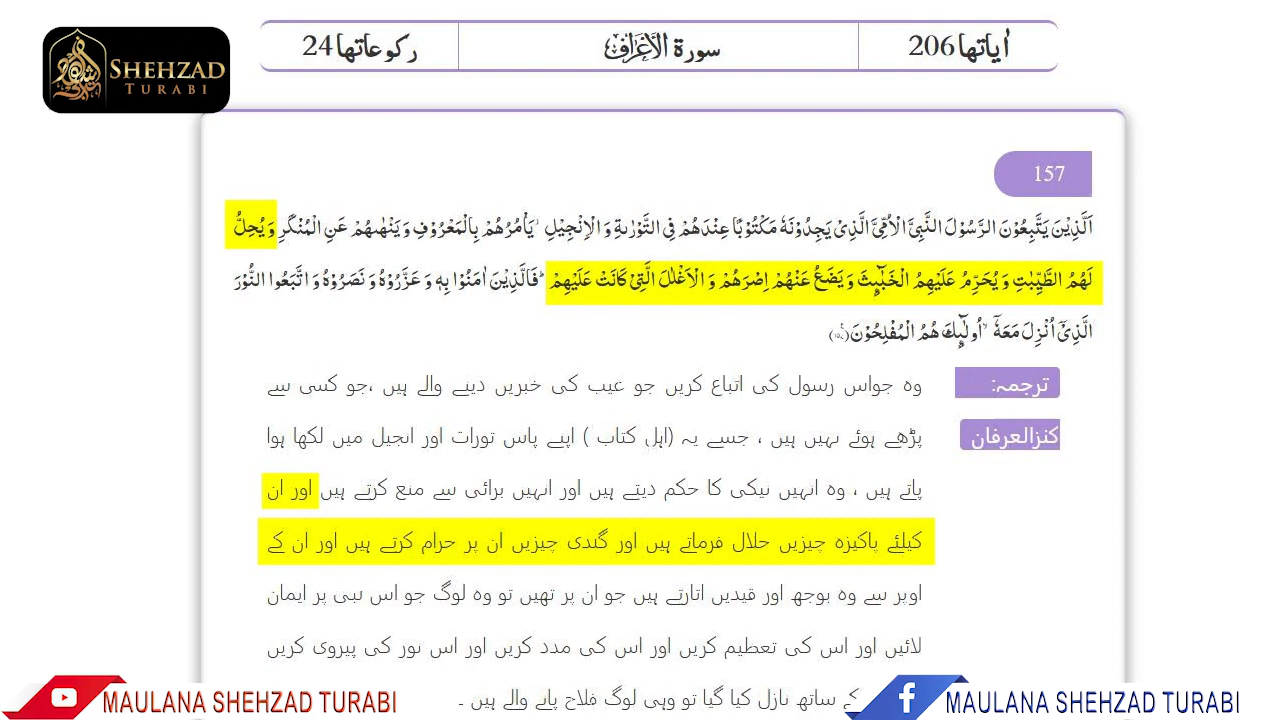 SHEHZAD
TURABI
اٰیاتھا 206
سورۃ الأعراف
رکوعاتھا 24
157
اَلَّذِیْنَ یَتَّبِعُوْنَ الرَّسُوْلَ النَّبِیَّ الْاُمِّیَّ الَّذِیْ یَجِدُوْنَهٗ مَكْتُوْبًا عِنْدَهُمْ فِی التَّوْرٰىةِ وَ الْاِنْجِیْلِ٘-یَاْمُرُهُمْ بِالْمَعْرُوْفِ وَ یَنْهٰىهُمْ عَنِ الْمُنْكَرِ وَ یُحِلُّ
لَهُمُ الطَّیِّبٰتِ وَ یُحَرِّمُ عَلَیْهِمُ الْخَبٰٓىٕثَ وَ یَضَعُ عَنْهُمْ اِصْرَهُمْ وَ الْاَغْلٰلَ الَّتِیْ كَانَتْ عَلَیْهِمْؕ-فَالَّذِیْنَ اٰمَنُوْا بِهٖ وَ عَزَّرُوْهُ وَ نَصَرُوْهُ وَ اتَّبَعُوا النُّوْرَ
الَّذِیْۤ اُنْزِلَ مَعَهٗۤۙ-اُولٰٓىٕكَ هُمُ الْمُفْلِحُوْنَ(۱۵۷)
ترجمہ:
کنزالعرفان
وہ جواس رسول کی اتباع کریں جو غیب کی خبریں دینے والے ہیں ،جو کسی سے
پڑھے ہوئے نہیں ہیں ، جسے یہ (اہلِ کتاب ) اپنے پاس تورات اور انجیل میں لکھا ہوا
پاتے ہیں ، وہ انہیں نیکی کا حکم دیتے ہیں اور انہیں برائی سے منع کرتے ہیں اور ان
کیلئے پاکیزہ چیزیں حلال فرماتے ہیں اور گندی چیزیں ان پر حرام کرتے ہیں اور ان کے
اوپر سے وہ بوجھ اور قیدیں اتارتے ہیں جو ان پر تھیں تو وہ لوگ جو اس نبی پر ایمان
لائیں اور اس کی تعظیم کریں اور اس کی مدد کریں اور اس نور کی پیروی کریں
کے ساتھ نازل کیا گیا تو وہی لوگ فلاح پانے والے ہیں ۔
MAULANA SHEHZAD TURABI
MAULANA SHEHZAD TURABI